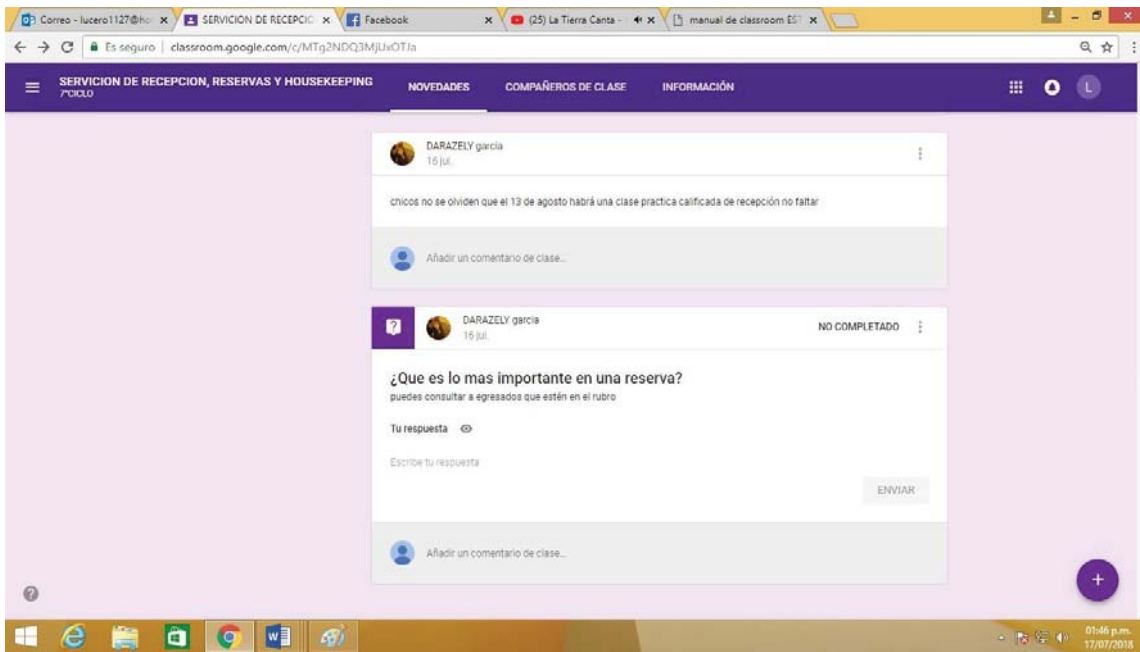 Correo - lucero1127@ho
SERVICION DE RECEPCIO
Facebook
(25) La Tierra Canta -
manual de classroom EST
Es seguro | classroom.google.com/c/MTg2NDQ3MjUxOTJa
SERVICION DE RECEPCION, RESERVAS Y HOUSEKEEPING
7°CICLO
NOVEDADES
COMPAÑEROS DE CLASE
INFORMACIÓN
L
DARAZELY garcia
16 jul.
chicos no se olviden que el 13 de agosto habrá una clase practica calificada de recepción no faltar
Añadir un comentario de clase...
DARAZELY garcia
16 jul.
NO COMPLETADO
¿Que es lo mas importante en una reserva?
puedes consultar a egresados que estén en el rubro
Tu respuesta
Escribe tu respuesta
ENVIAR
Añadir un comentario de clase...
01:46 p.m.
17/07/2018